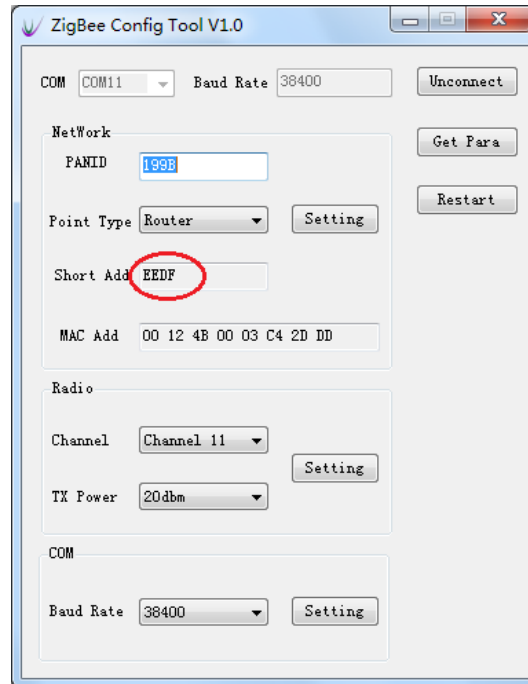 ZigBee Config Tool V1.0
COM COM11 Baud Rate 38400 Unconnect
NetWork
Get Para
PANID 199B
Restart
Point Type Router Setting
Short Add EEDF
MAC Add 00 12 4B 00 03 C4 2D DD
Radio
Channel Channel 11
Setting
TX Power 20dbm
COM
Baud Rate 38400 Setting